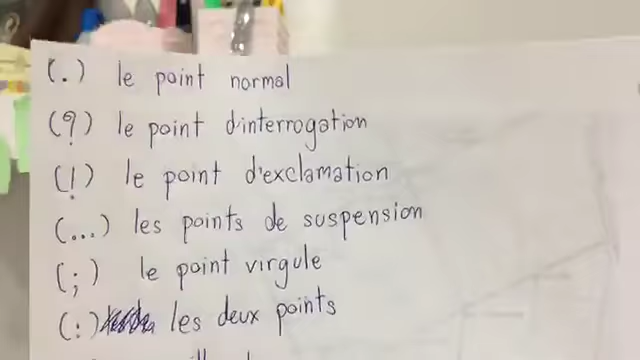 (.) le point normal
(?) le point d'interrogation
(!) le point d'exclamation
(...) les points de suspension
(;) le point virgule
(:) les deux points